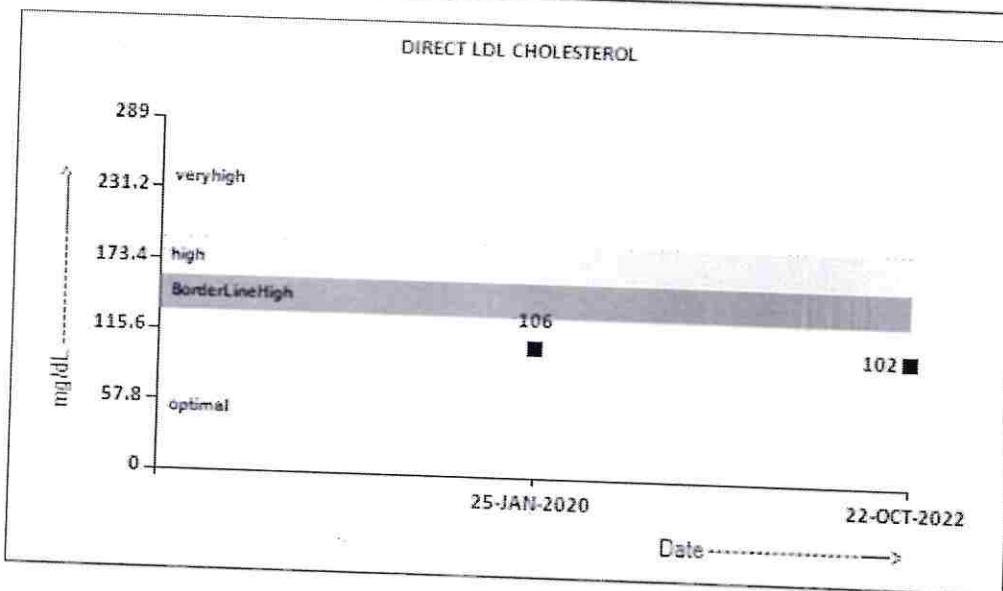 DIRECT LDL CHOLESTEROL
289
231.2
veryhigh
173.4
high
BorderLineHigh
115.6
106
102
57.8
optimal
0
mg/dL
25-JAN-2020
22-OCT-2022
Date